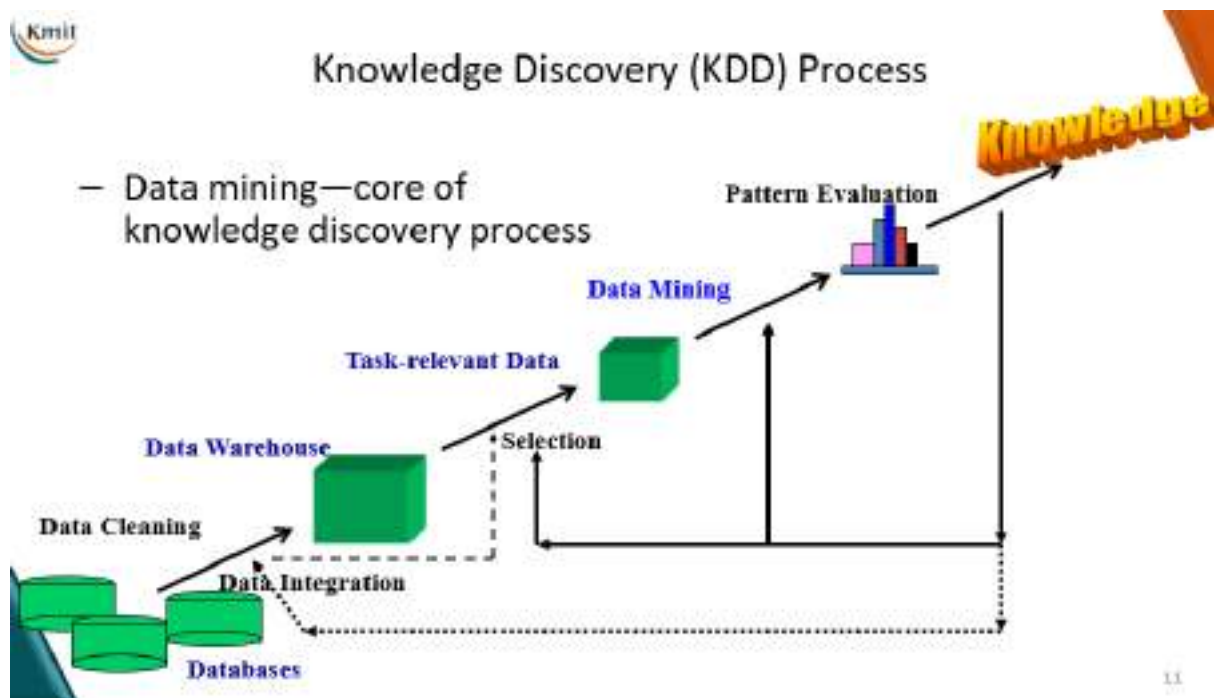 Kmit
Knowledge Discovery (KDD) Process
Knowledge
– Data mining—core of
knowledge discovery process
Pattern Evaluation
Data Mining
Task-relevant Data
Selection
Data Warehouse
Data Cleaning
Data Integration
Databases
11